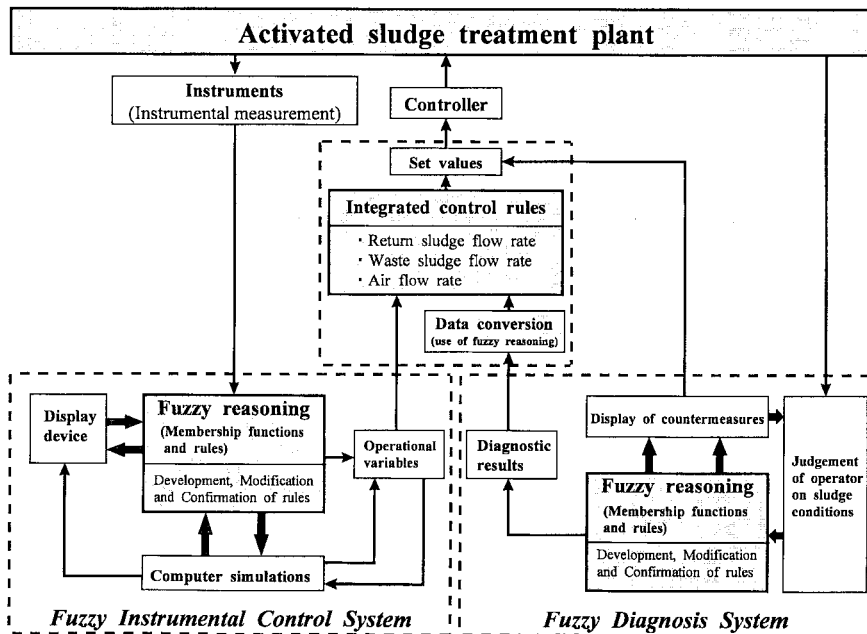 Activated sludge treatment plant
Instruments
(Instrumental measurement)
Controller
Set values
Integrated control rules
・Return sludge flow rate
・Waste sludge flow rate
・Air flow rate
Data conversion
(use of fuzzy reasoning)
Display
device
Fuzzy reasoning
(Membership functions
and rules)
Development, Modification
and Confirmation of rules
Operational
variables
Computer simulations
Fuzzy Instrumental Control System
Diagnostic
results
Display of countermeasures
Fuzzy reasoning
(Membership functions
and rules)
Development, Modification
and Confirmation of rules
Judgement
of operator
on sludge
conditions
Fuzzy Diagnosis System